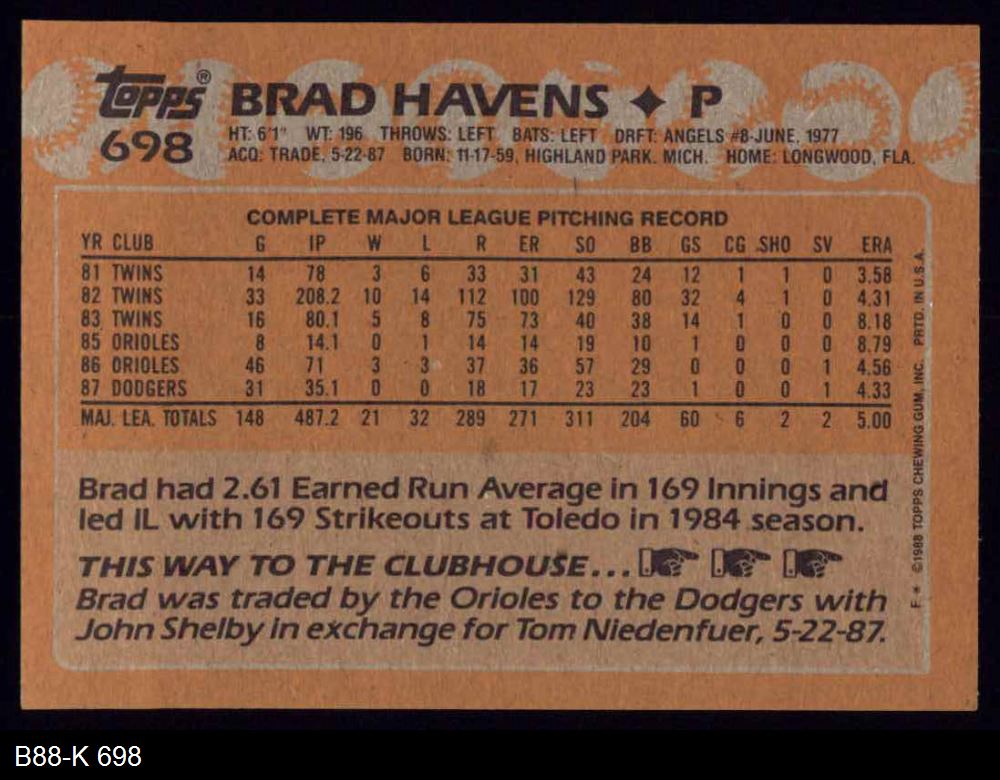 topps® BRAD HAVENS ✦ P
698 HT: 6'1" WT: 196 THROWS: LEFT BATS: LEFT DRFT: ANGELS #8-JUNE, 1977
ACQ: TRADE, 5-22-87 BORN: 11-17-59, HIGHLAND PARK. MICH. HOME: LONGWOOD, FLA.
COMPLETE MAJOR LEAGUE PITCHING RECORD
YR CLUB G IP W L R ER SO BB GS CG SHO SV ERA
81 TWINS 14 78 3 6 33 31 43 24 12 1 1 0 3.58
82 TWINS 33 208.2 10 14 112 100 129 80 32 4 1 0 4.31
83 TWINS 16 80.1 5 8 75 73 40 38 14 1 0 0 8.18
85 ORIOLES 8 14.1 0 1 14 14 19 10 1 0 0 0 8.79
86 ORIOLES 46 71 3 3 37 36 57 29 0 0 0 1 4.56
87 DODGERS 31 35.1 0 0 18 17 23 23 1 0 0 1 4.33
MAJ. LEA. TOTALS 148 487.2 21 32 289 271 311 204 60 6 2 2 5.00
Brad had 2.61 Earned Run Average in 169 Innings and
led IL with 169 Strikeouts at Toledo in 1984 season.
THIS WAY TO THE CLUBHOUSE...
Brad was traded by the Orioles to the Dodgers with
John Shelby in exchange for Tom Niedenfuer, 5-22-87.
F* ©1988 TOPPS CHEWING GUM, INC. PRTD. IN U.S.A.
B88-K 698